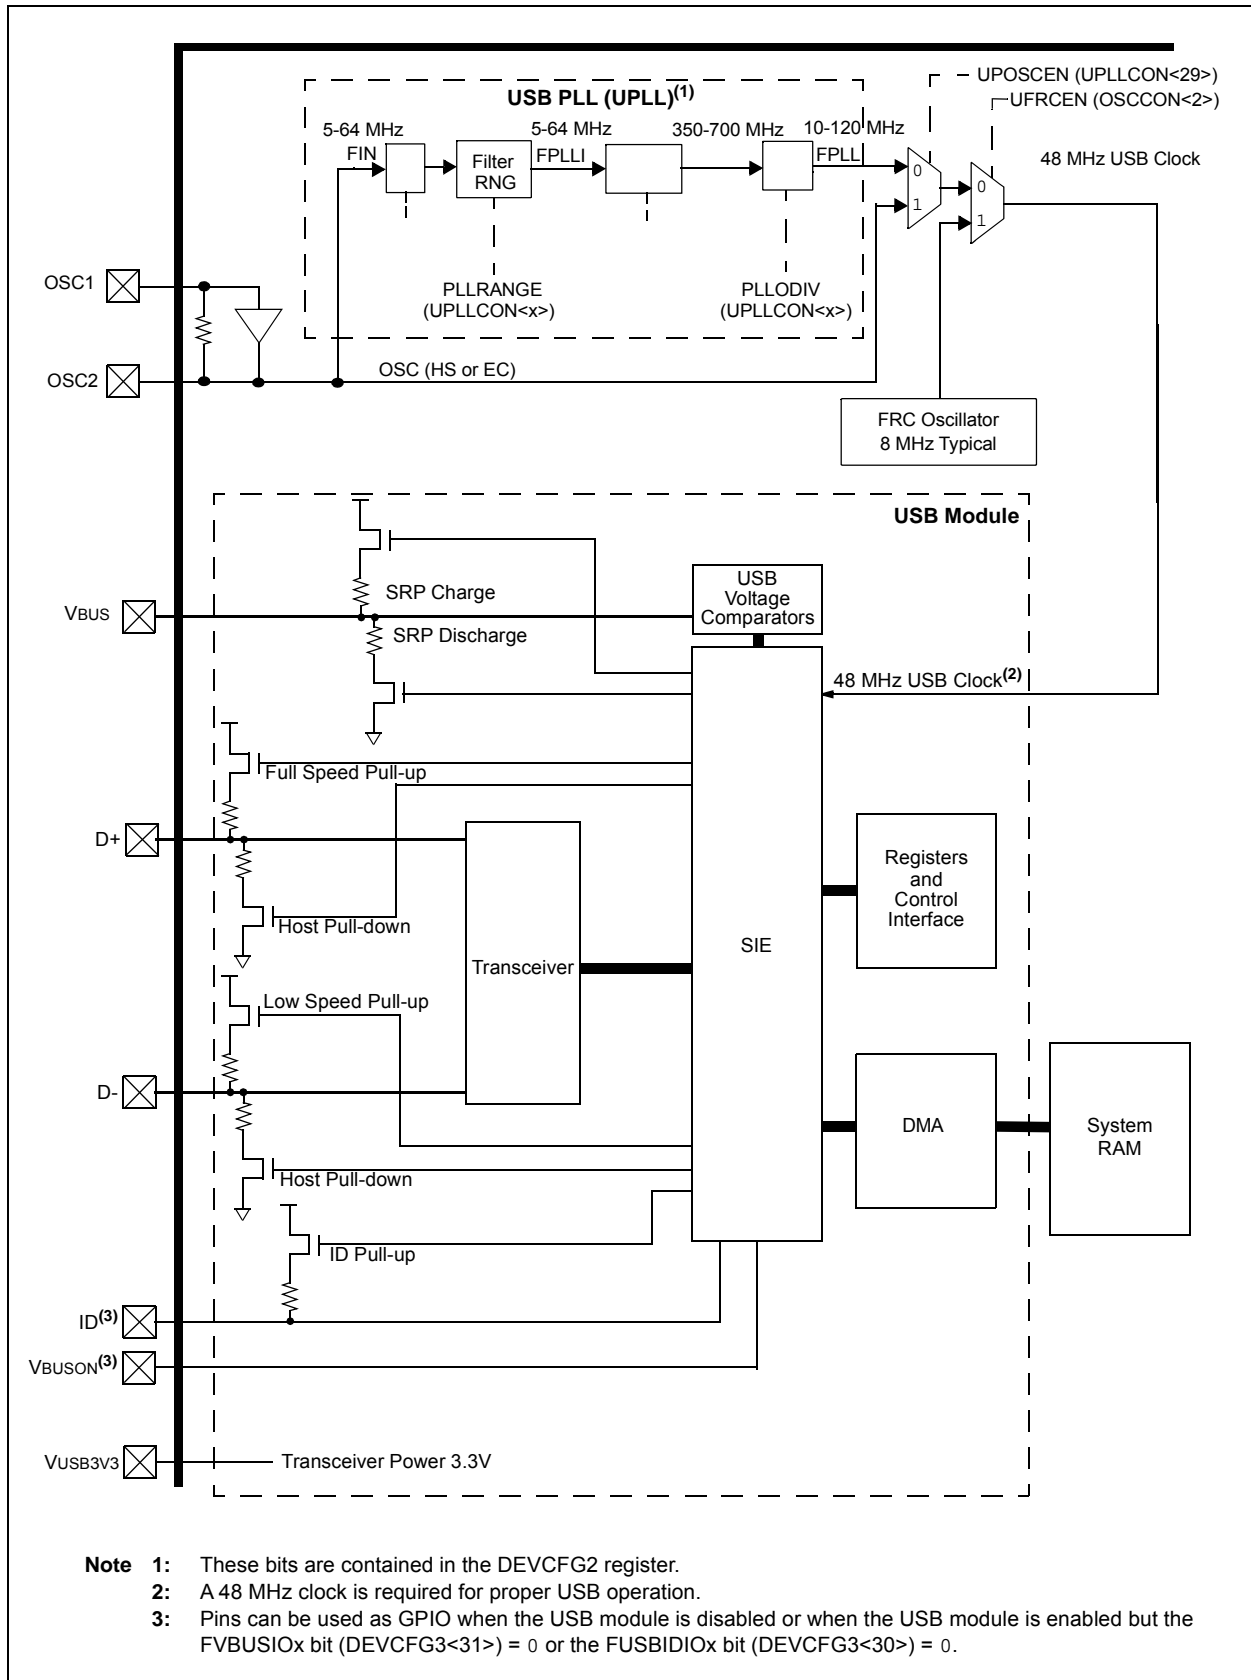 UPOSCEN (UPLLCON<29>)
USB PLL (UPLL)(1)
UFRCEN (OSCCON<2>)
5-64 MHz
5-64 MHz
350-700 MHz
10-120 MHz
48 MHz USB Clock
FIN
Filter
RNG
FPLLI
FPLL
0
1
0
1
OSC1
PLLRANGE
(UPLLCON<x>)
PLLODIV
(UPLLCON<x>)
OSC2
OSC (HS or EC)
FRC Oscillator
8 MHz Typical
USB Module
USB
Voltage
Comparators
SRP Charge
VBUS
SRP Discharge
48 MHz USB Clock(2)
Full Speed Pull-up
D+
Registers
and
Control
Interface
Host Pull-down
SIE
Transceiver
Low Speed Pull-up
D-
DMA
System
RAM
Host Pull-down
ID Pull-up
ID(3)
VBUSON(3)
VUSB3V3
Transceiver Power 3.3V
Note 1: These bits are contained in the DEVCFG2 register.
2: A 48 MHz clock is required for proper USB operation.
3: Pins can be used as GPIO when the USB module is disabled or when the USB module is enabled but the
FVBUSIOx bit (DEVCFG3<31>) = 0 or the FUSBIDIOx bit (DEVCFG3<30>) = 0.